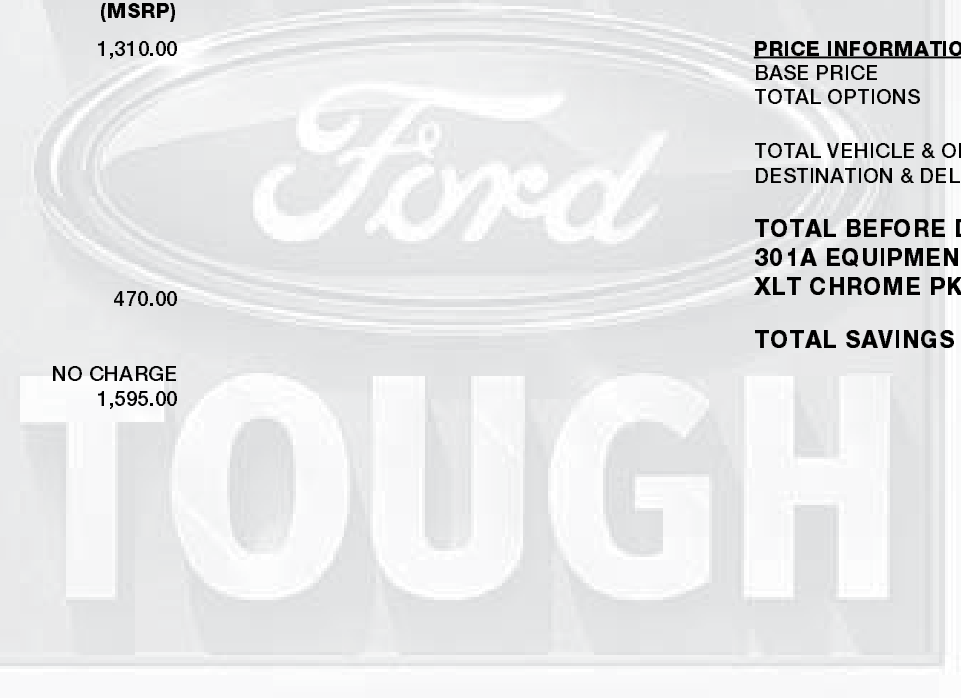 (MSRP)
1,310.00
470.00
NO CHARGE
1,595.00
PRICE INFORMATIO
BASE PRICE
TOTAL OPTIONS
TOTAL VEHICLE &
DESTINATION & DEL
TOTAL BEFORE
301A EQUIPMEN
XLT CHROME PK
TOTAL SAVINGS
Ford
TOUGH